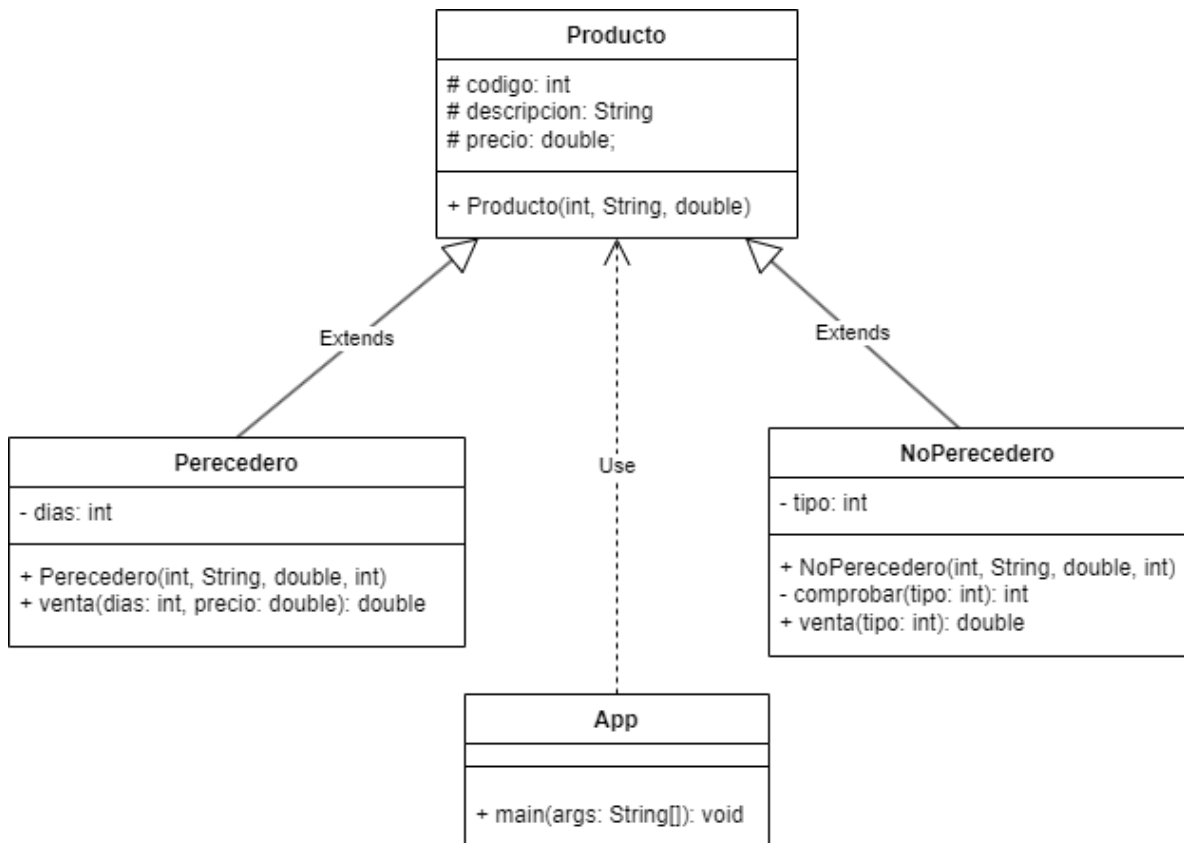 Producto
# codigo: int
# descripcion: String
# precio: double;
+ Producto(int, String, double)
Extends
Extends
Use
Perecedero
- dias: int
+ Perecedero(int, String, double, int)
+ venta(dias: int, precio: double): double
NoPerecedero
- tipo: int
+ NoPerecedero(int, String, double, int)
- comprobar(tipo: int): int
+ venta(tipo: int): double
App
+ main(args: String[]): void